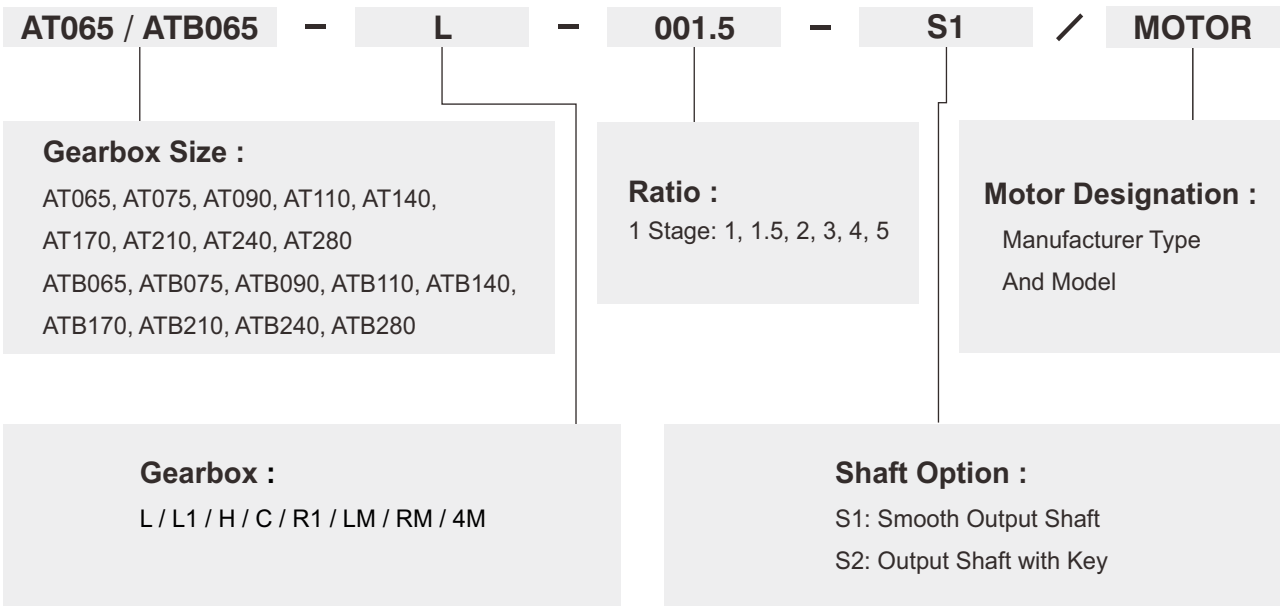 AT065 / ATB065 – L – 001.5 – S1 / MOTOR
Gearbox Size :
AT065, AT075, AT090, AT110, AT140,
AT170, AT210, AT240, AT280
ATB065, ATB075, ATB090, ATB110, ATB140,
ATB170, ATB210, ATB240, ATB280
Ratio :
1 Stage: 1, 1.5, 2, 3, 4, 5
Motor Designation :
Manufacturer Type
And Model
Gearbox :
L / L1 / H / C / R1 / LM / RM / 4M
Shaft Option :
S1: Smooth Output Shaft
S2: Output Shaft with Key